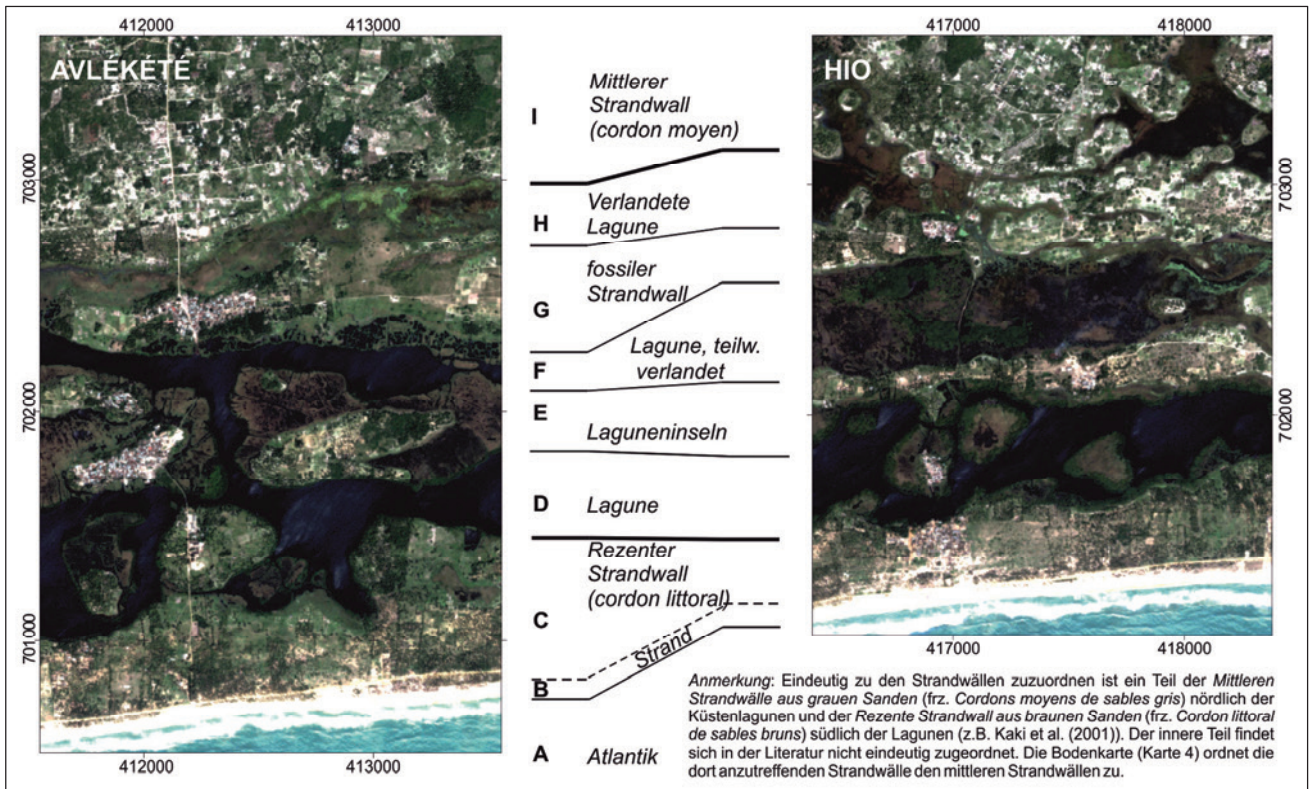 412000 413000
AVLÉKÉTÉ
703000
702000
701000
412000 413000
I
Mittlerer
Strandwall
(cordon moyen)
H
Verlandete
Lagune
G
fossiler
Strandwall
F
Lagune, teilw.
verlandet
E
Laguneninseln
D
Lagune
C
Rezenter
Strandwall
(cordon littoral)
B
Strand
A
Atlantik
417000 418000
HIO
703000
702000
417000 418000
Anmerkung: Eindeutig zu den Strandwällen zuzuordnen ist ein Teil der Mittleren
Strandwälle aus grauen Sanden (frz. Cordons moyens de sables gris) nördlich der
Küstenlagunen und der Rezente Strandwall aus braunen Sanden (frz. Cordon littoral
de sables bruns) südlich der Lagunen (z.B. Kaki et al. (2001)). Der innere Teil findet
sich in der Literatur nicht eindeutig zugeordnet. Die Bodenkarte (Karte 4) ordnet die
dort anzutreffenden Strandwälle den mittleren Strandwällen zu.